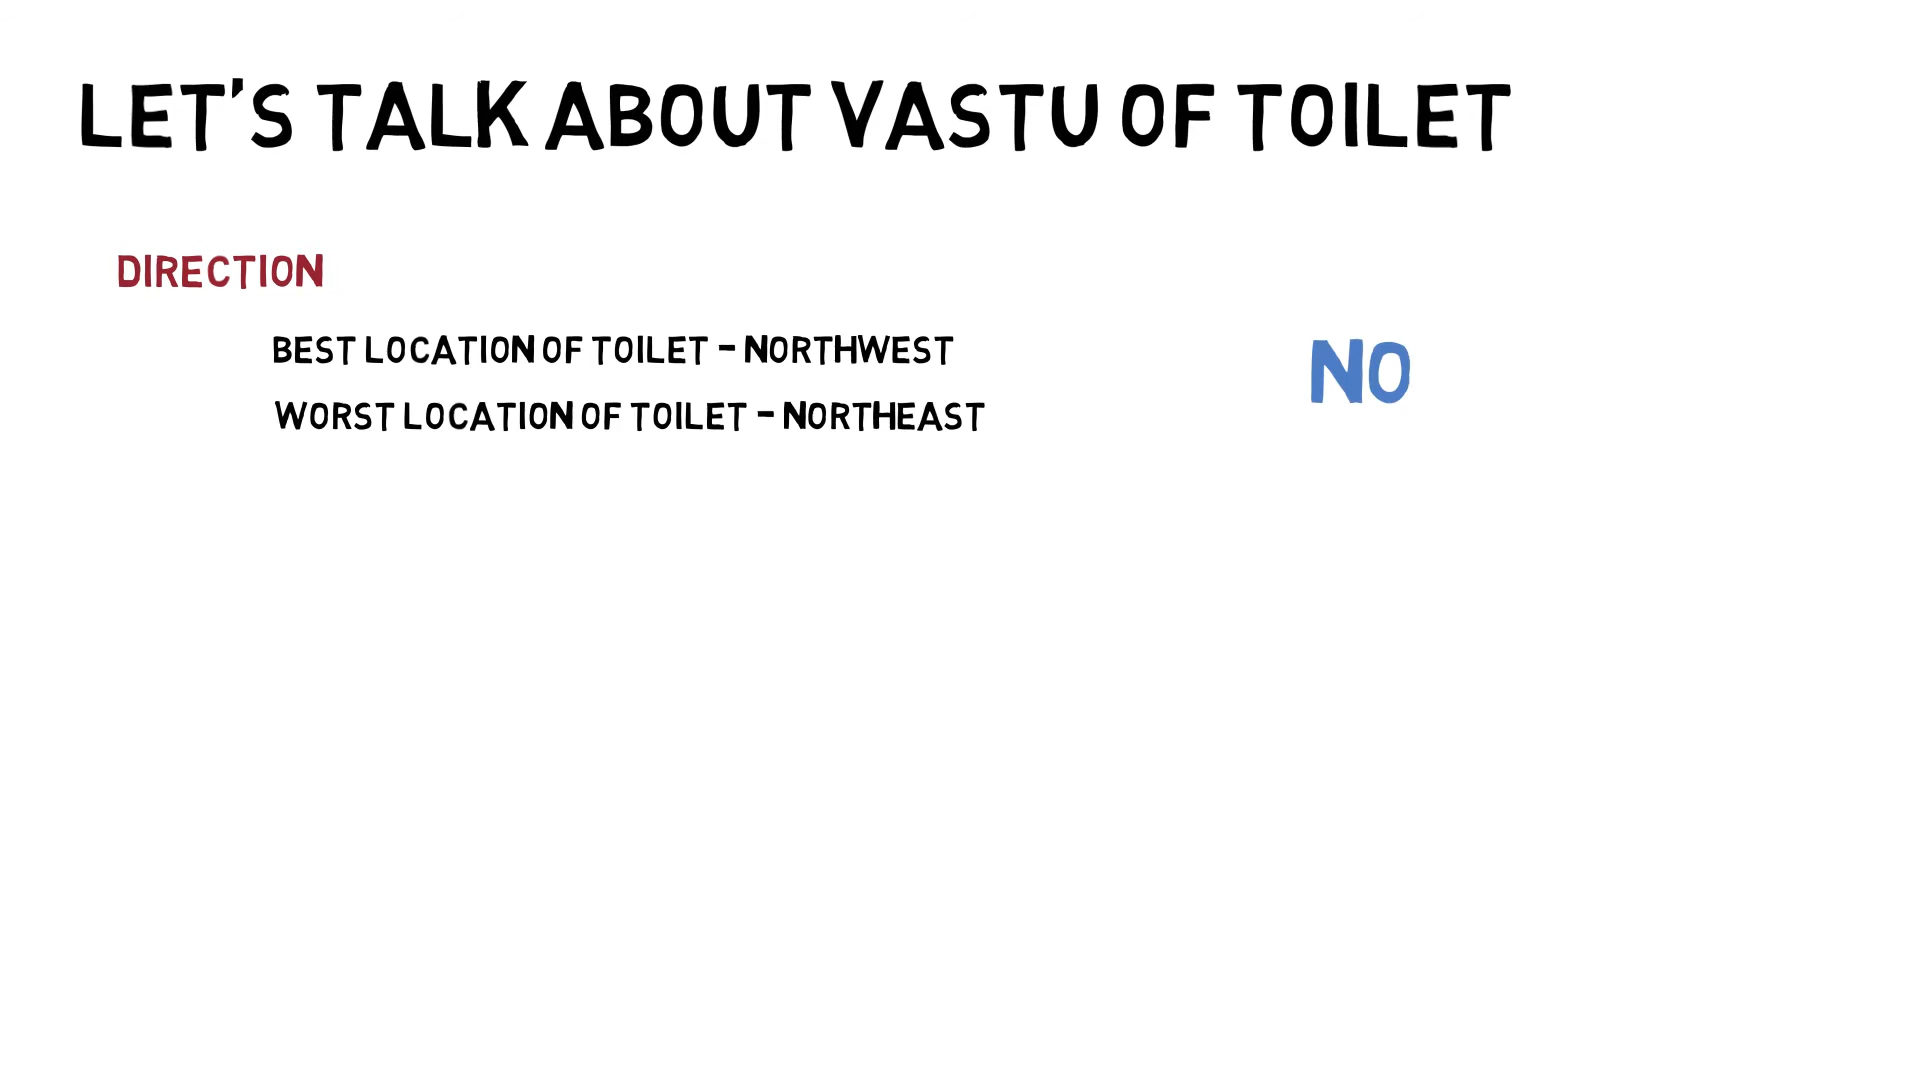 LET'S TALK ABOUT VASTU OF TOILET
DIRECTION
BEST LOCATION OF TOILET - NORTHWEST
NO
WORST LOCATION OF TOILET - NORTHEAST